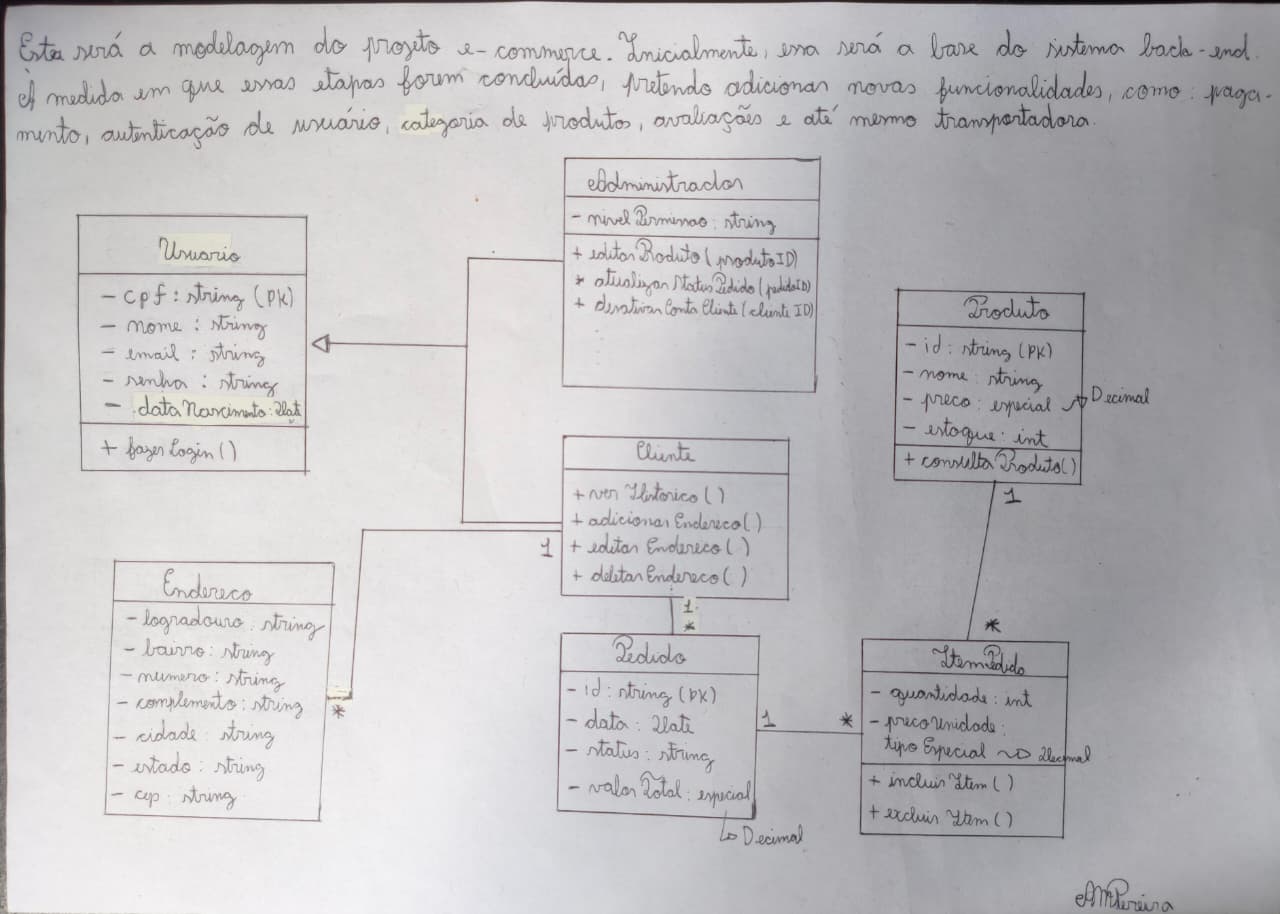 Esta será a modelagem do projeto e-commerce. Inicialmente, essa será a base do sistema back-end.
À medida em que essas etapas forem concluídas, pretendo adicionar novas funcionalidades, como: paga-
mento, autenticação de usuário, categoria de produtos, avaliações e até mesmo transportadora.
Administrador
- nivelPermissao: string
+ editarProduto(produtoID)
* atualizarStatusPedido(pedidoID)
+ desativarContaCliente(clienteID)
Usuario
- cpf: string (PK)
- nome: string
- email: string
- senha: string
- dataNascimento: Date
+ fazerLogin()
Produto
- id: string (PK)
- nome: string
- preco: especial → Decimal
- estoque: int
+ consultaProduto()
1
*
Cliente
+ verHistorico()
+ adicionarEndereco()
+ editarEndereco()
+ deletarEndereco()
1
1
*
Endereco
- logradouro: string
- bairro: string
- numero: string
- complemento: string
- cidade: string
- estado: string
- cep: string
*
Pedido
- id: string (PK)
- data: Date
- status: string
- valorTotal: especial
↳ Decimal
1
*
ItemPedido
- quantidade: int
- precoUnidade:
tipoEspecial → Decimal
+ incluirItem()
+ excluirItem()
AMPereira